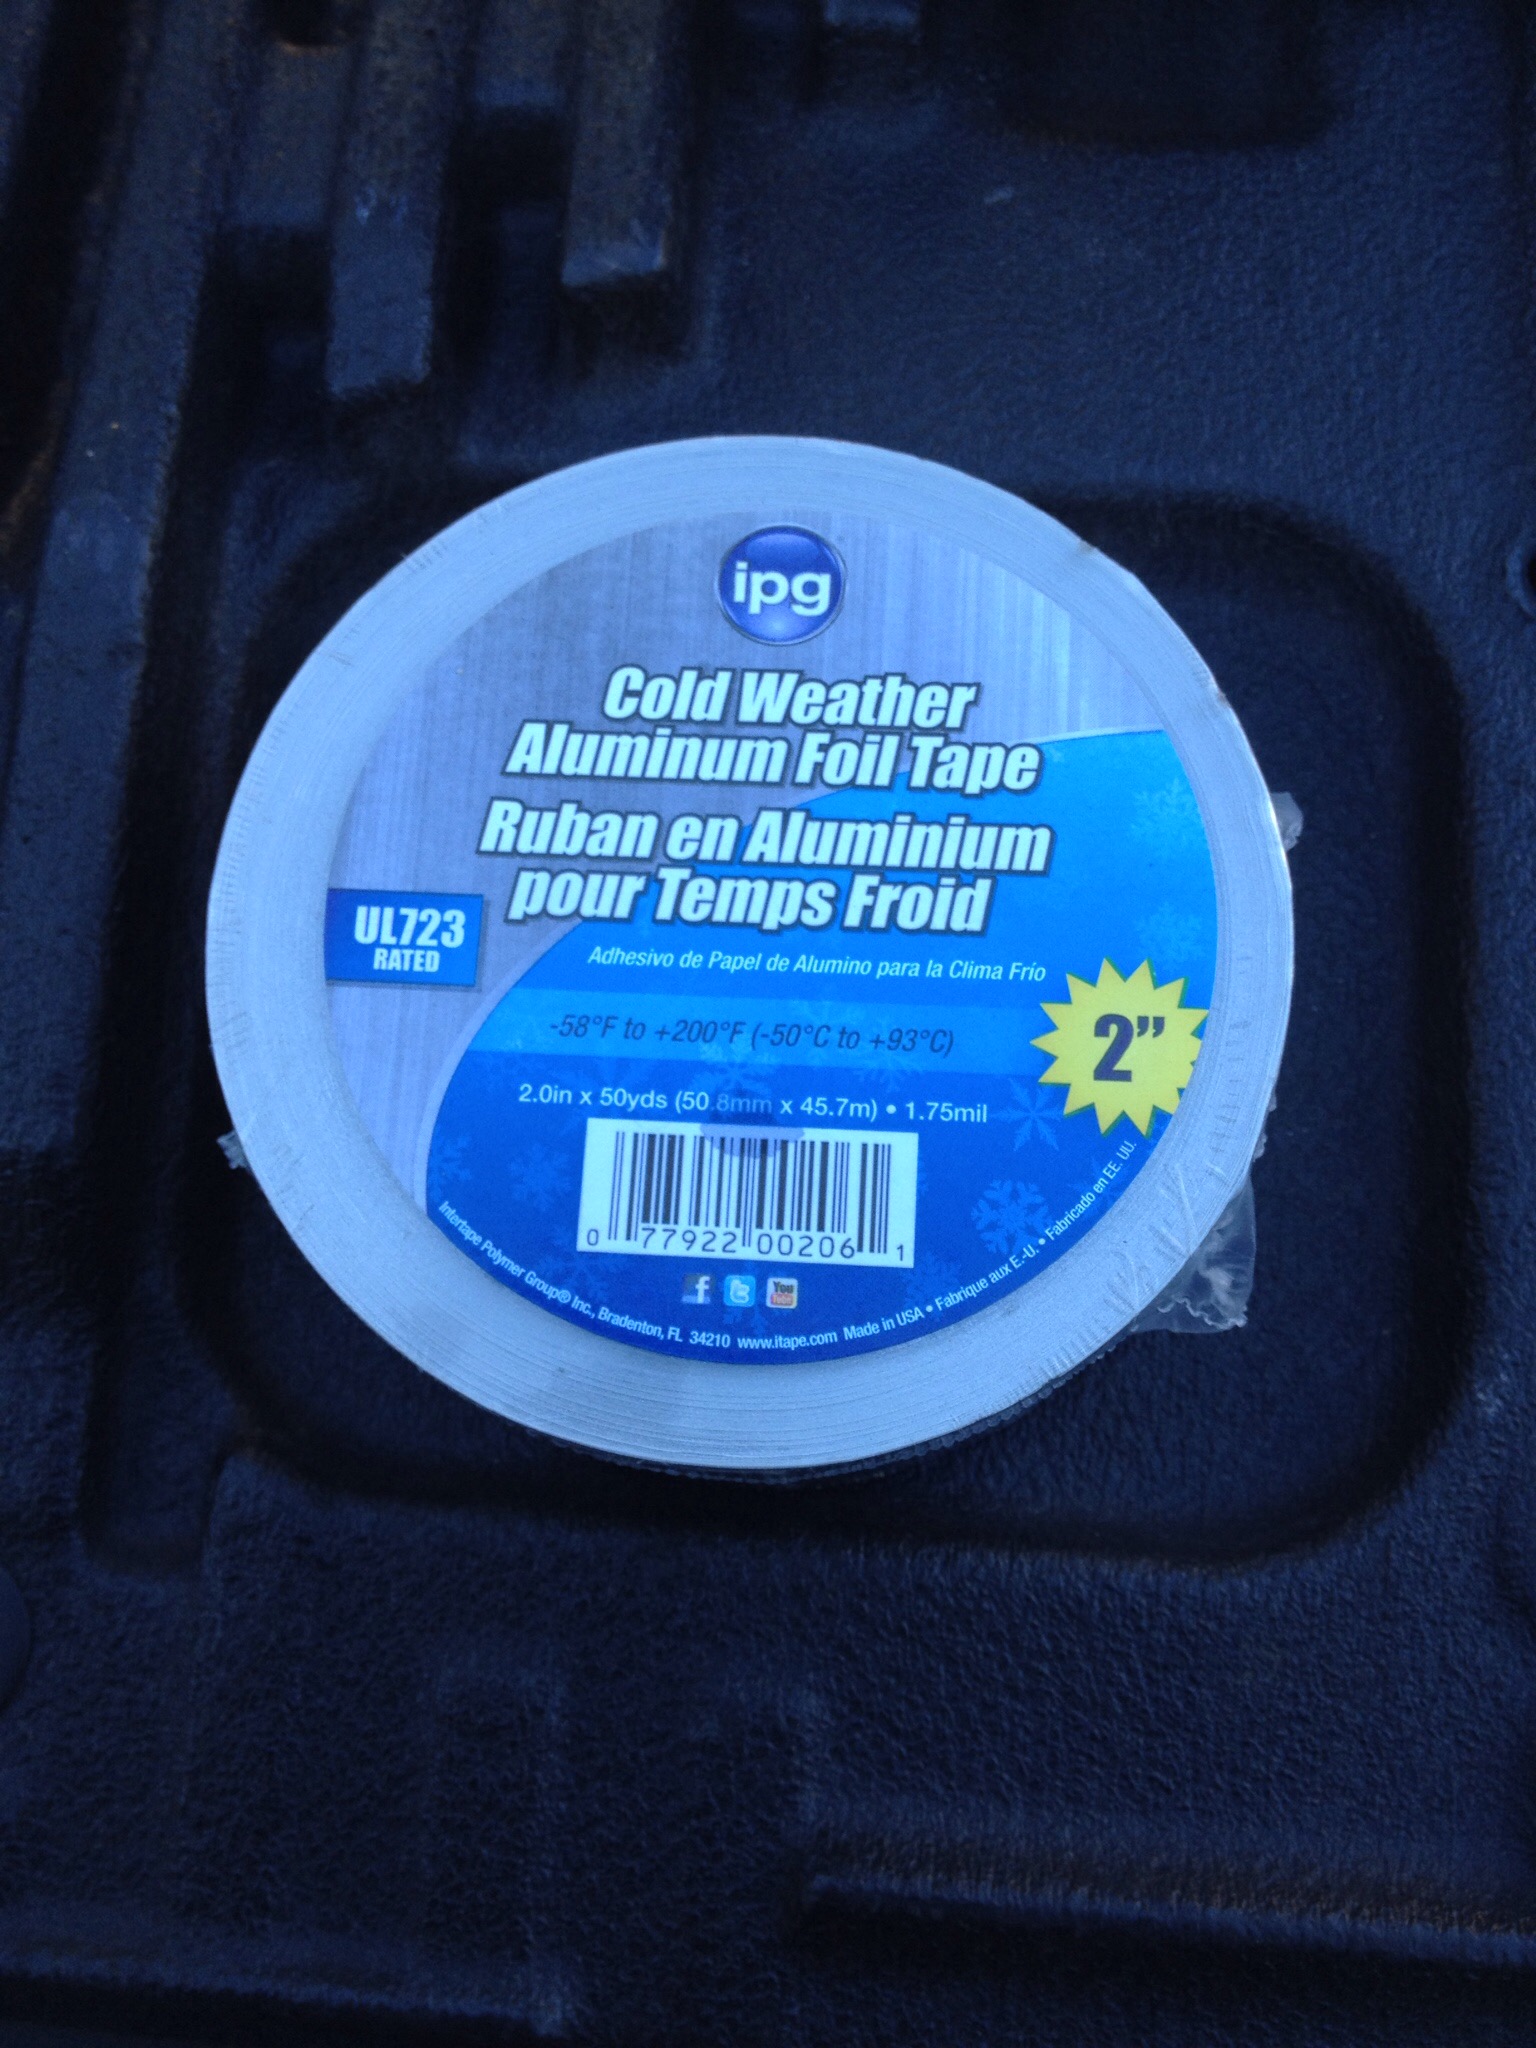 ipg
Cold Weather
Aluminum Foil Tape
Ruban en Aluminium
pour Temps Froid
UL723
RATED
Adhesivo de Papel de Alumino para la Clima Frío
-58°F to +200°F (-50°C to +93°C)
2"
2.0in x 50yds (50.8mm x 45.7m) • 1.75mil
0 77922 00206 1
f
t
You
Tube
Intertape Polymer Group® Inc., Bradenton, FL 34210 www.itape.com Made in USA • Fabrique aux E.-U. • Fabricado en EE. UU.